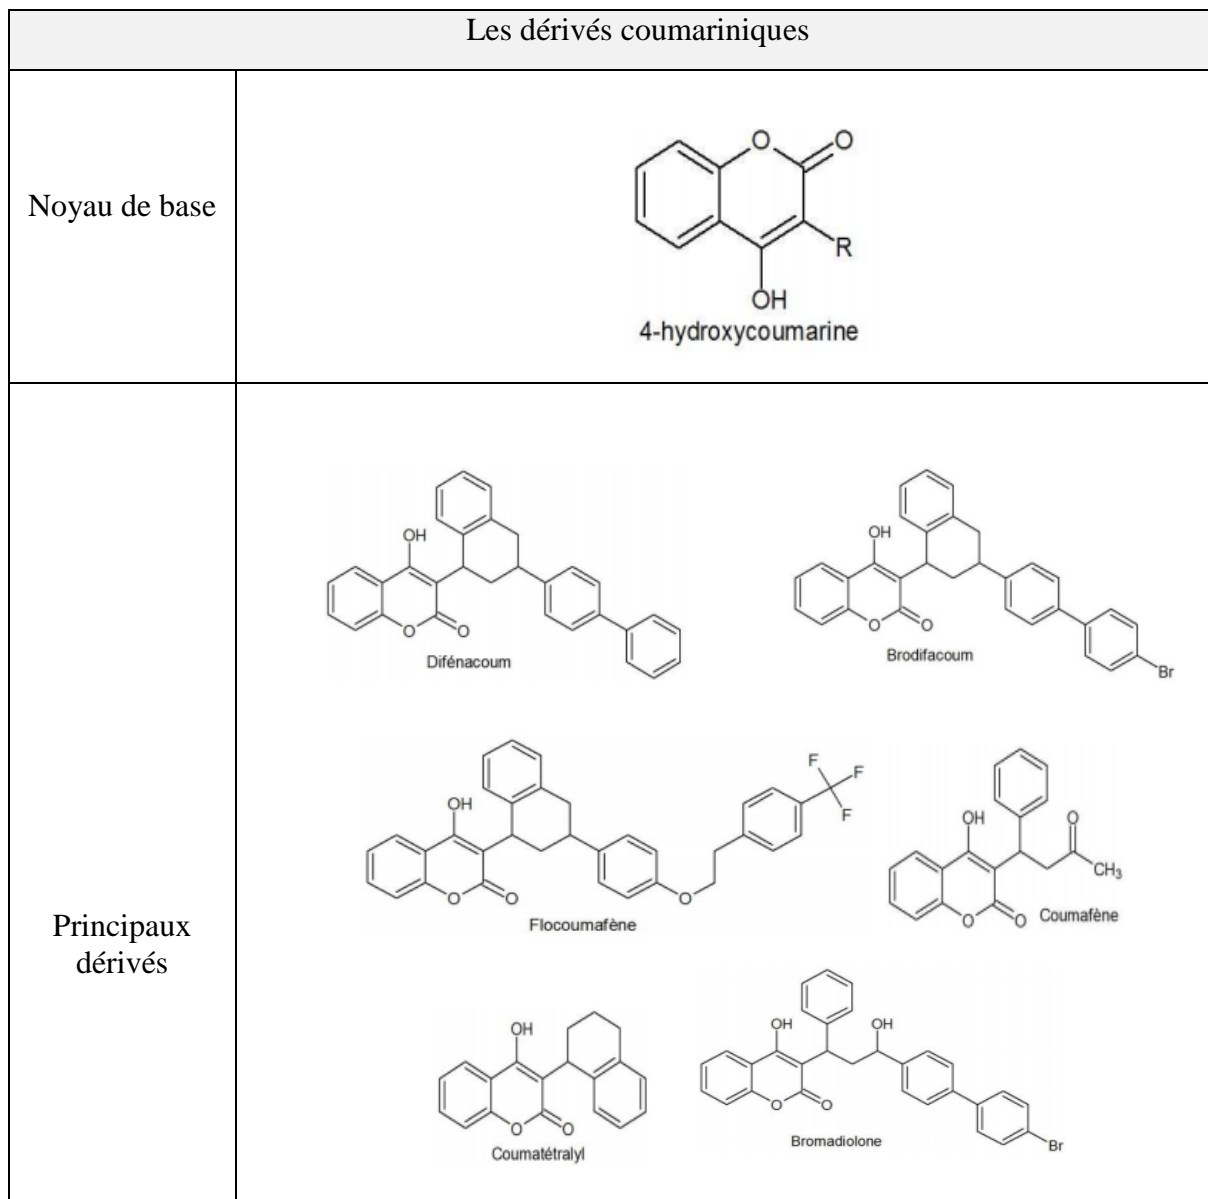 Les dérivés coumariniques
Noyau de base
O
O
R
OH
4-hydroxycoumarine
Principaux
dérivés
OH
O
O
Difénacoum
OH
O
O
Br
Brodifacoum
OH
O
O
O
F
F
F
Flocoumafène
OH
O
CH3
O
O
Coumafène
OH
O
O
Coumatétralyl
OH
OH
O
O
Br
Bromadiolone